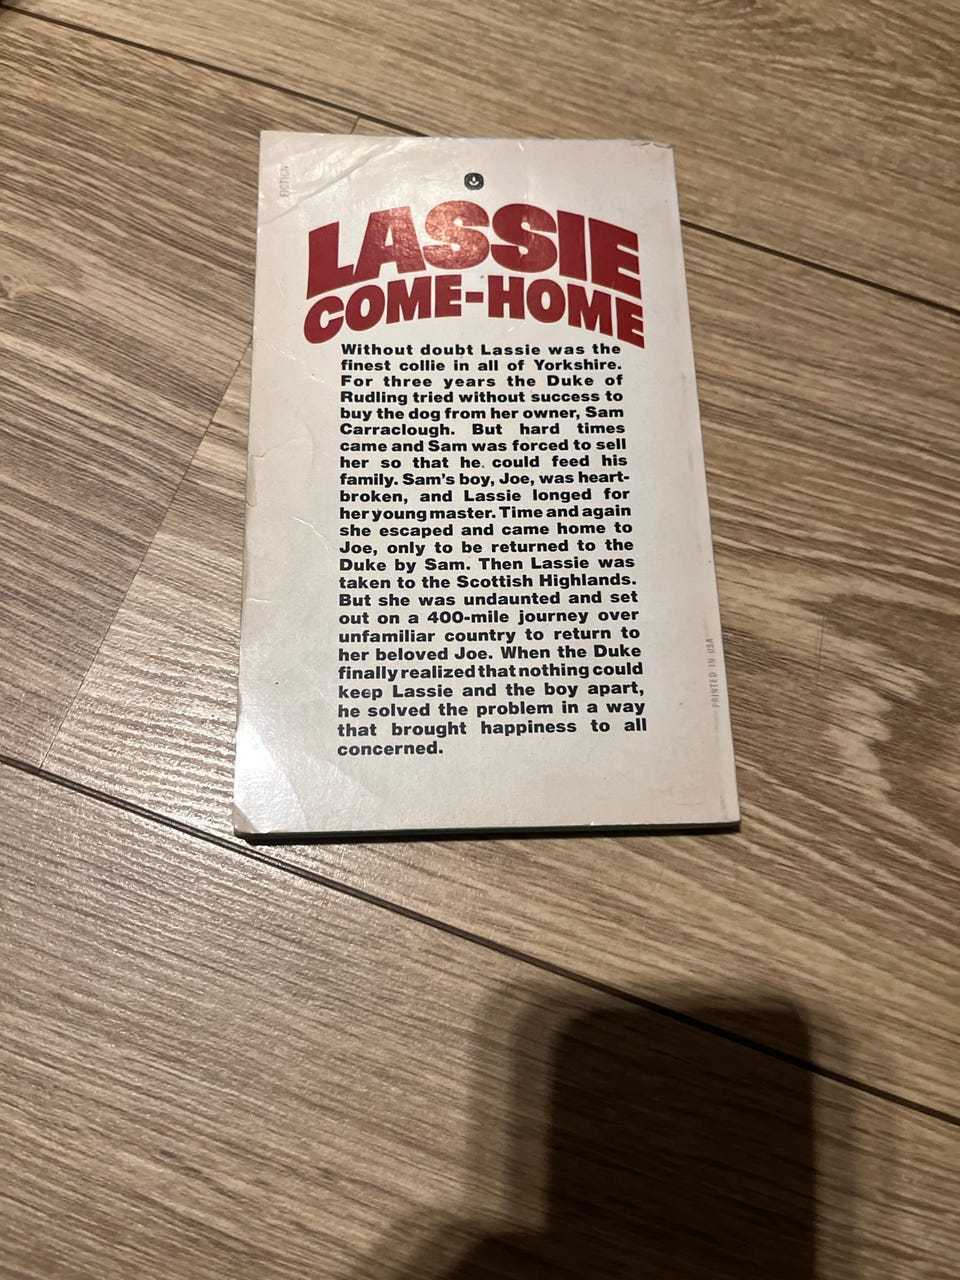 FICTION
LASSIE
COME-HOME
Without doubt Lassie was the
finest collie in all of Yorkshire.
For three years the Duke of
Rudling tried without success to
buy the dog from her owner, Sam
Carraclough. But hard times
came and Sam was forced to sell
her so that he could feed his
family. Sam's boy, Joe, was heart-
broken, and Lassie longed for
her young master. Time and again
she escaped and came home to
Joe, only to be returned to the
Duke by Sam. Then Lassie was
taken to the Scottish Highlands.
But she was undaunted and set
out on a 400-mile journey over
unfamiliar country to return to
her beloved Joe. When the Duke
finally realized that nothing could
keep Lassie and the boy apart,
he solved the problem in a way
that brought happiness to all
concerned.
PRINTED IN USA